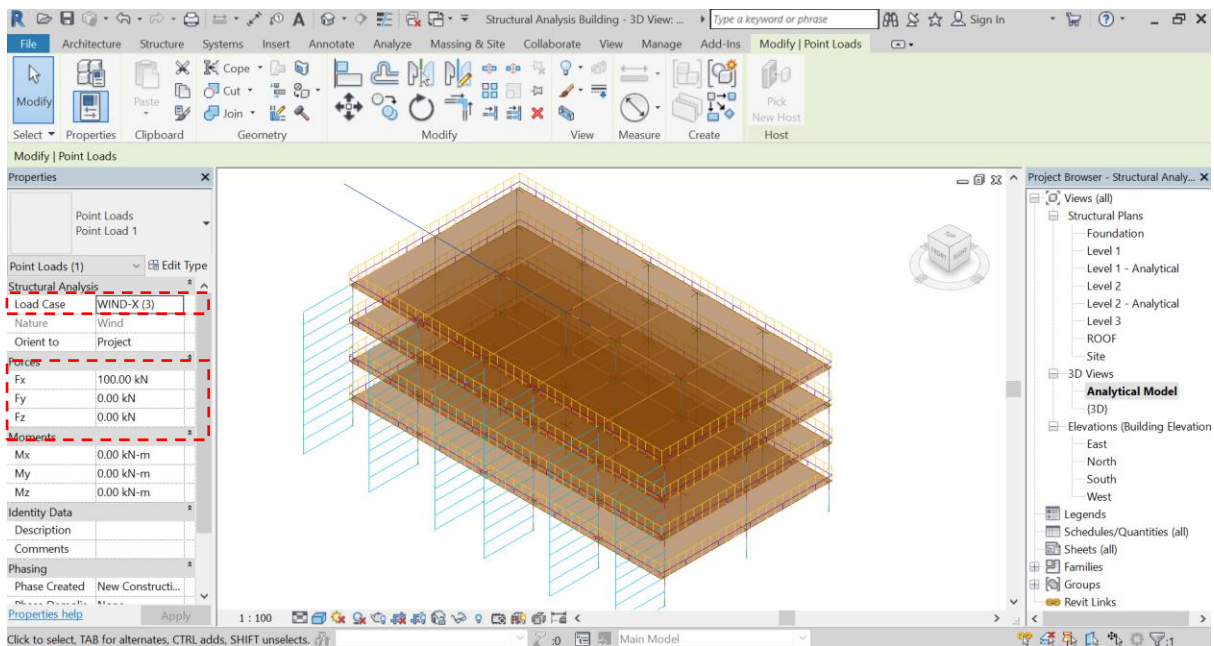 R A Structural Analysis Building - 3D View: ... Type a keyword or phrase Sign In ?
File Architecture Structure Systems Insert Annotate Analyze Massing & Site Collaborate View Manage Add-Ins Modify | Point Loads
Modify
Paste
Cope
Cut
Join
Pick
New Host
Select Properties Clipboard Geometry Modify View Measure Create Host
Modify | Point Loads
Properties
Point Loads
Point Load 1
Point Loads (1) Edit Type
Structural Analysis
Load Case WIND-X (3)
Nature Wind
Orient to Project
Forces
Fx 100.00 kN
Fy 0.00 kN
Fz 0.00 kN
Moments
Mx 0.00 kN-m
My 0.00 kN-m
Mz 0.00 kN-m
Identity Data
Description
Comments
Phasing
Phase Created New Constructi...
Properties help Apply
TOP
FRONT
RIGHT
Project Browser - Structural Analy...
Views (all)
Structural Plans
Foundation
Level 1
Level 1 - Analytical
Level 2
Level 2 - Analytical
Level 3
ROOF
Site
3D Views
Analytical Model
{3D}
Elevations (Building Elevation
East
North
South
West
Legends
Schedules/Quantities (all)
Sheets (all)
Families
Groups
Revit Links
1 : 100
Click to select, TAB for alternates, CTRL adds, SHIFT unselects. :0 Main Model :1